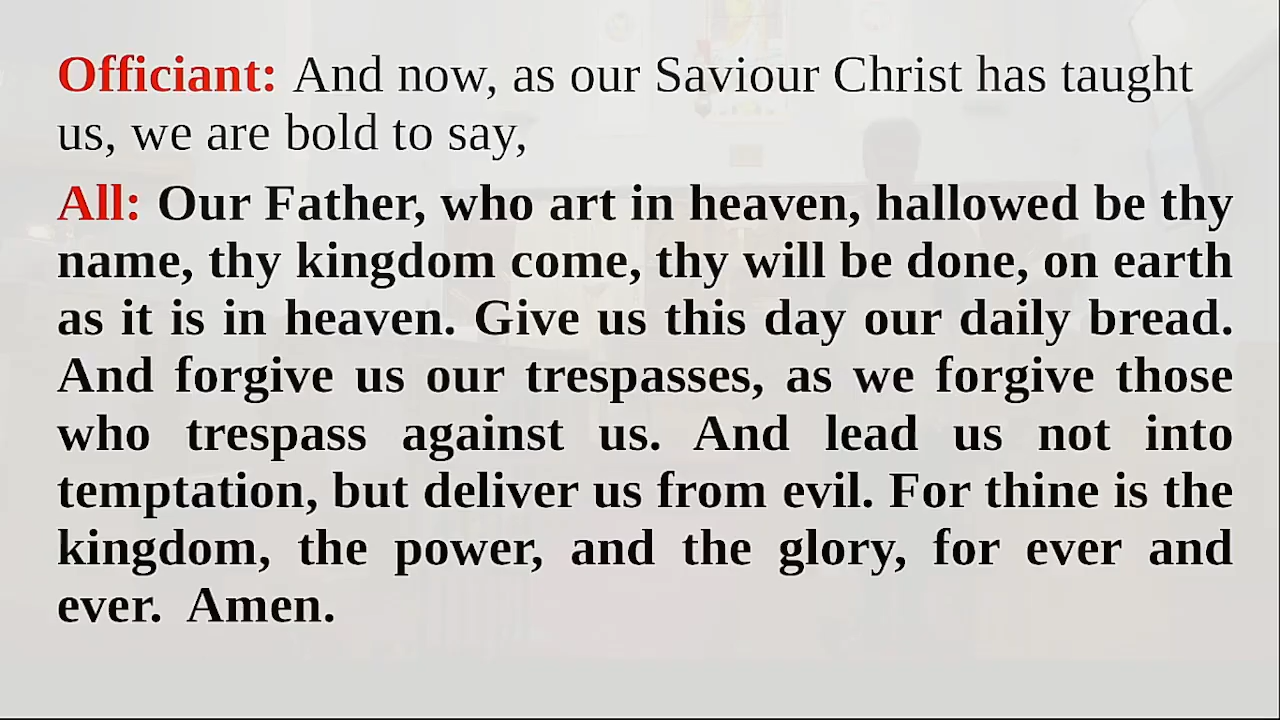 Officiant: And now, as our Saviour Christ has taught
us, we are bold to say,
All: Our Father, who art in heaven, hallowed be thy
name, thy kingdom come, thy will be done, on earth
as it is in heaven. Give us this day our daily bread.
And forgive us our trespasses, as we forgive those
who trespass against us. And lead us not into
temptation, but deliver us from evil. For thine is the
kingdom, the power, and the glory, for ever and
ever.  Amen.